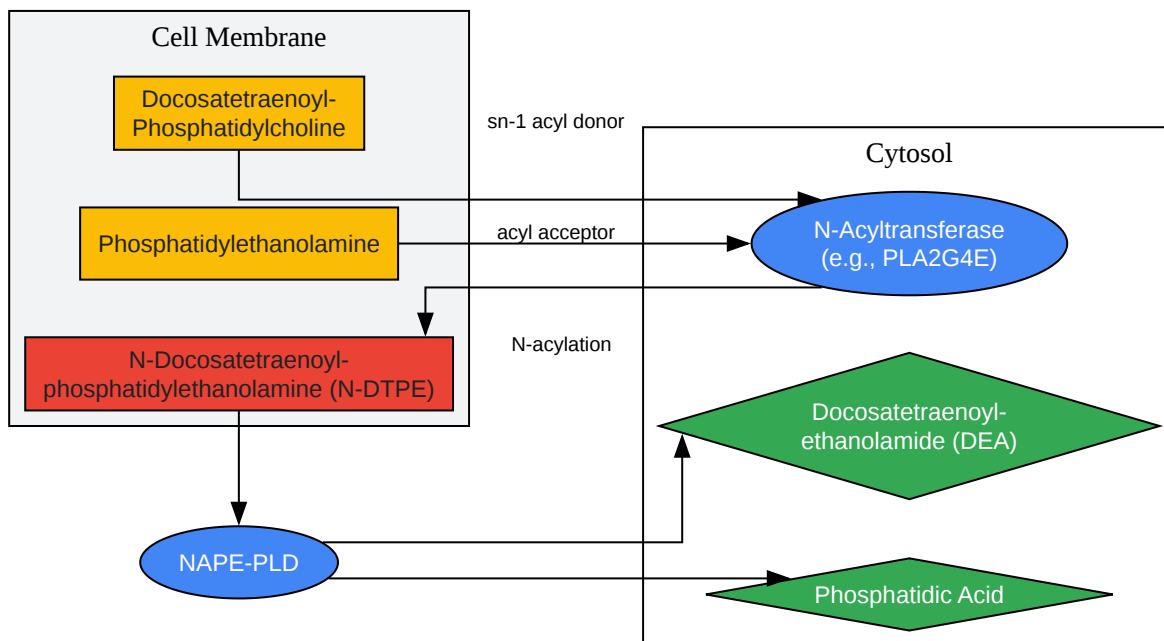 Cell Membrane
Docosatetraenoyl-
Phosphatidylcholine
sn-1 acyl donor
Cytosol
Phosphatidylethanolamine
acyl acceptor
N-Acyltransferase
(e.g., PLA2G4E)
N-acylation
N-Docosatetraenoyl-
phosphatidylethanolamine (N-DTPE)
Docosatetraenoyl-
ethanolamide (DEA)
NAPE-PLD
Phosphatidic Acid